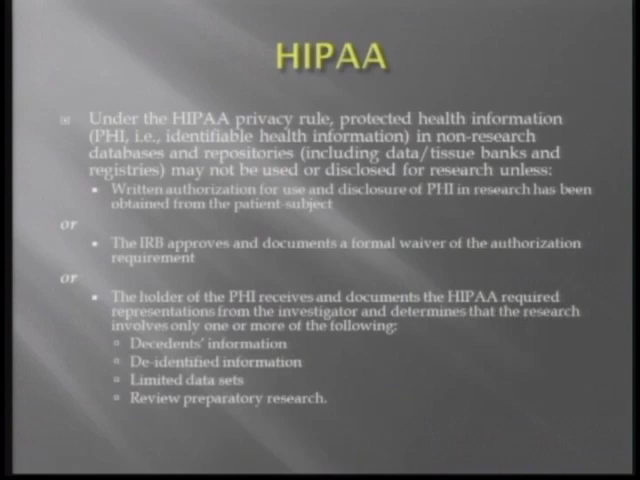 HIPAA
Under the HIPAA privacy rule, protected health information
(PHI, i.e., identifiable health information) in non-research
databases and repositories (including data/tissue banks and
registries) may not be used or disclosed for research unless:
Written authorization for use and disclosure of PHI in research has been
obtained from the patient-subject
or
The IRB approves and documents a formal waiver of the authorization
requirement
or
The holder of the PHI receives and documents the HIPAA required
representations from the investigator and determines that the research
involves only one or more of the following:
Decedents' information
De-identified information
Limited data sets
Review preparatory research.